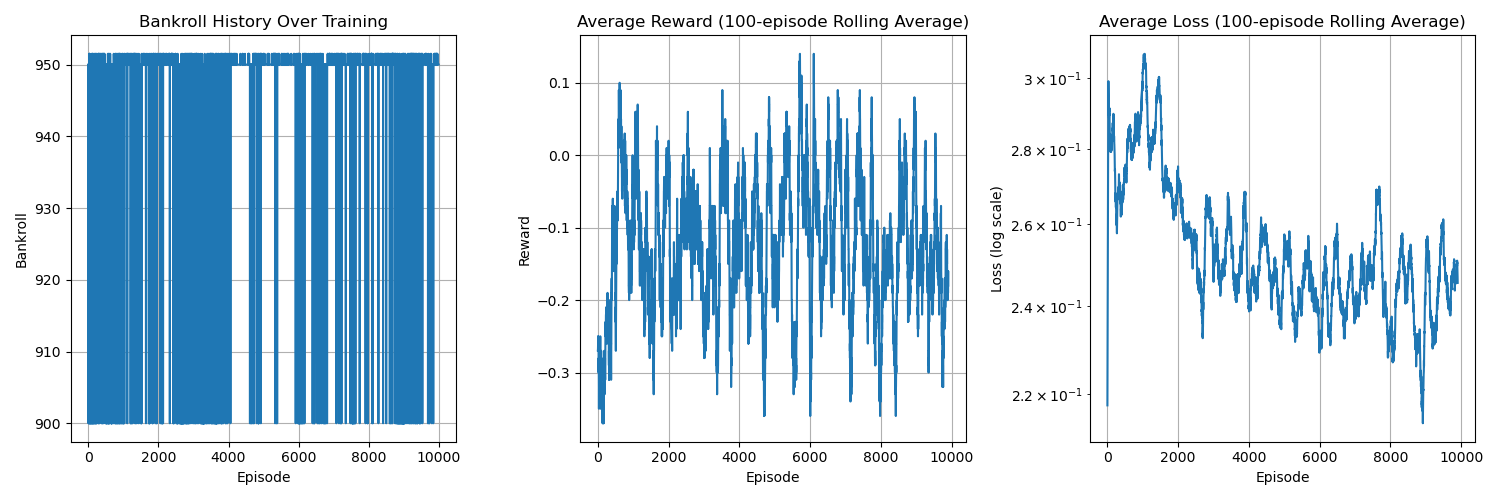 Bankroll History Over Training
Bankroll
950
940
930
920
910
900
0 2000 4000 6000 8000 10000
Episode
Average Reward (100-episode Rolling Average)
Reward
0.1
0.0
−0.1
−0.2
−0.3
0 2000 4000 6000 8000 10000
Episode
Average Loss (100-episode Rolling Average)
Loss (log scale)
3 × 10⁻¹
2.8 × 10⁻¹
2.6 × 10⁻¹
2.4 × 10⁻¹
2.2 × 10⁻¹
0 2000 4000 6000 8000 10000
Episode